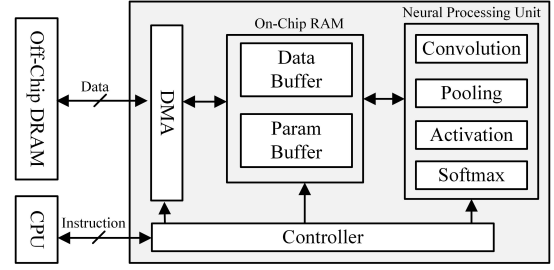 Off-Chip DRAM
CPU
Data
Instruction
DMA
On-Chip RAM
Data
Buffer
Param
Buffer
Neural Processing Unit
Convolution
Pooling
Activation
Softmax
Controller